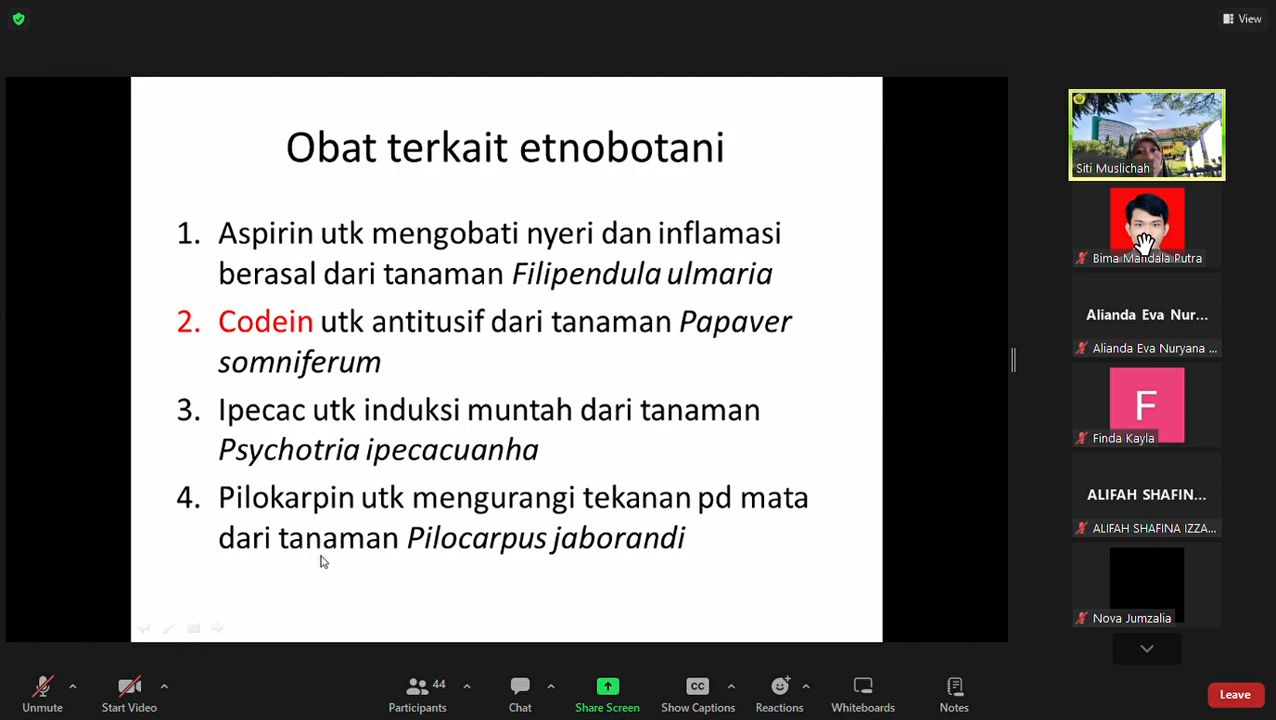 View
Obat terkait etnobotani
1. Aspirin utk mengobati nyeri dan inflamasi
berasal dari tanaman Filipendula ulmaria
2. Codein utk antitusif dari tanaman Papaver
somniferum
3. Ipecac utk induksi muntah dari tanaman
Psychotria ipecacuanha
4. Pilokarpin utk mengurangi tekanan pd mata
dari tanaman Pilocarpus jaborandi
Siti Muslichah
Bima Mandala Putra
Alianda Eva Nur...
Alianda Eva Nuryana ...
F
Finda Kayla
ALIFAH SHAFIN...
ALIFAH SHAFINA IZZA...
Nova Jumzalia
Unmute
Start Video
44
Participants
Chat
Share Screen
CC
Show Captions
Reactions
Whiteboards
Notes
Leave